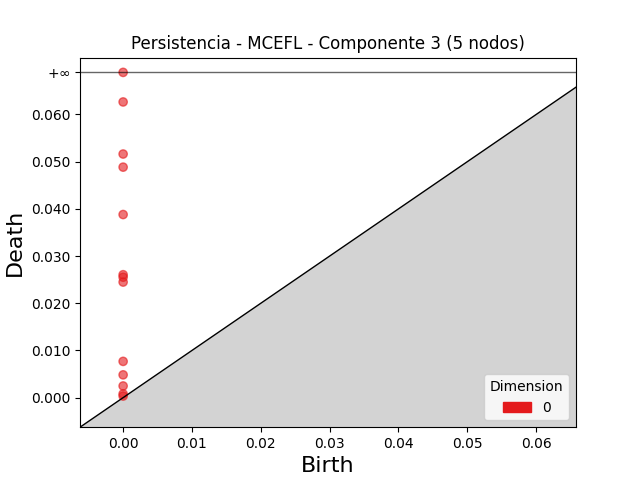 Persistencia - MCEFL - Componente 3 (5 nodos)
+∞
0.060
0.050
0.040
0.030
0.020
0.010
0.000
Death
Dimension
0
0.00 0.01 0.02 0.03 0.04 0.05 0.06
Birth